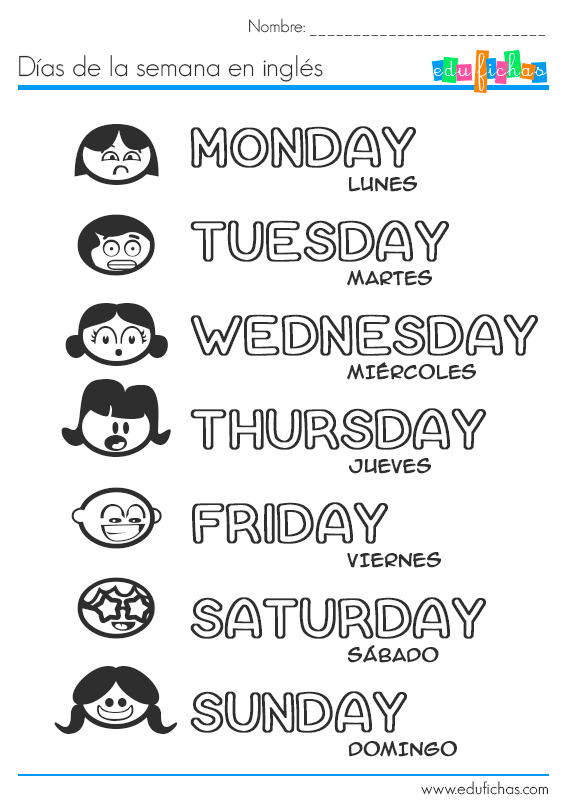 Nombre: ___________________________
Días de la semana en inglés
edufichas
MONDAY
LUNES
TUESDAY
MARTES
WEDNESDAY
MIÉRCOLES
THURSDAY
JUEVES
FRIDAY
VIERNES
SATURDAY
SÁBADO
SUNDAY
DOMINGO
www.edufichas.com